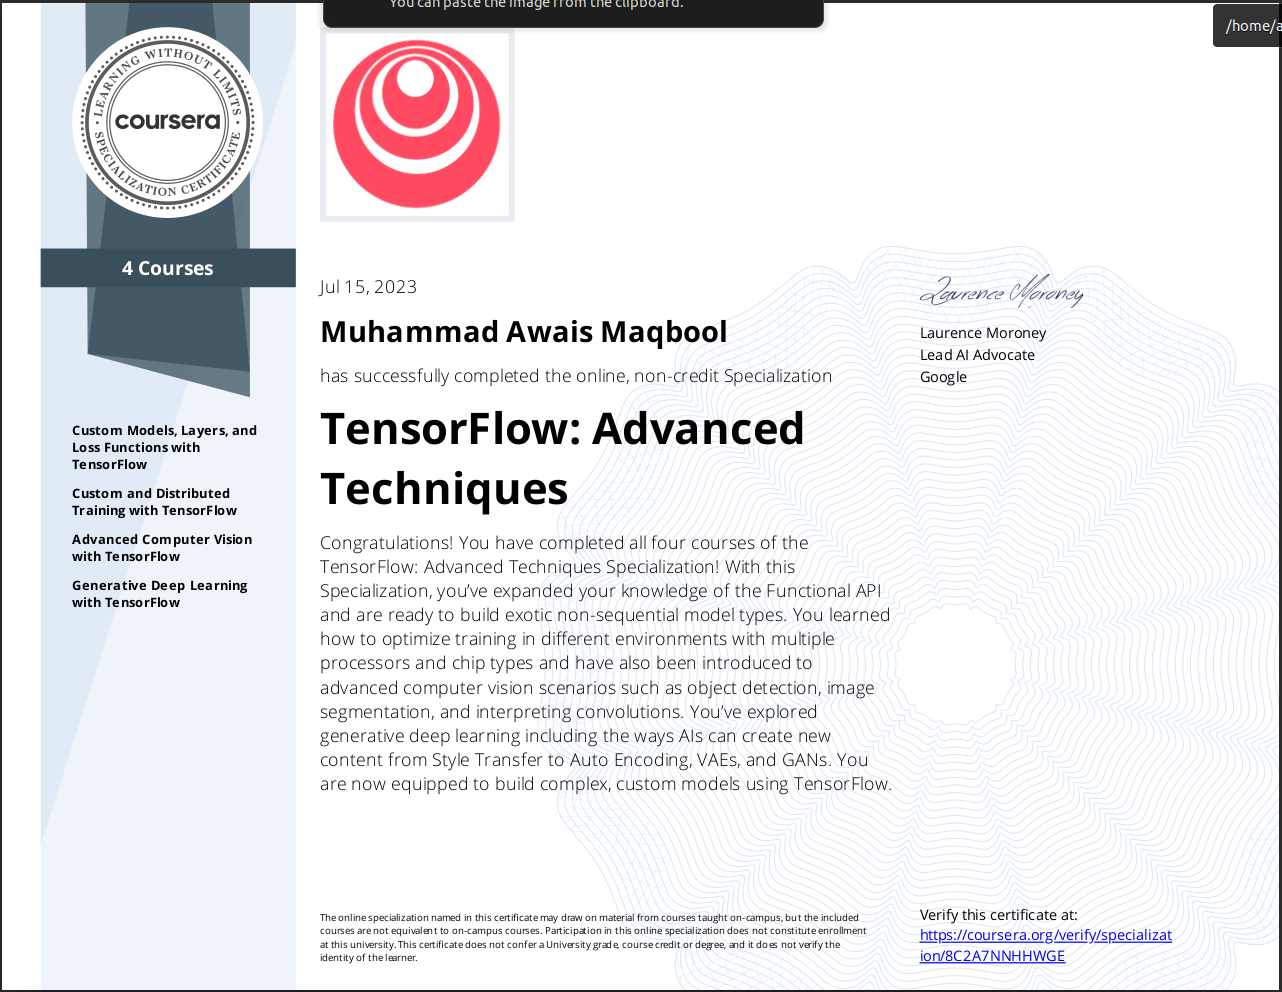 You can paste the image from the clipboard.
/home/a
LEARNING WITHOUT LIMITS
coursera
SPECIALIZATION CERTIFICATE
4 Courses
Custom Models, Layers, and
Loss Functions with
TensorFlow
Custom and Distributed
Training with TensorFlow
Advanced Computer Vision
with TensorFlow
Generative Deep Learning
with TensorFlow
Jul 15, 2023
Muhammad Awais Maqbool
has successfully completed the online, non-credit Specialization
TensorFlow: Advanced
Techniques
Congratulations! You have completed all four courses of the
TensorFlow: Advanced Techniques Specialization! With this
Specialization, you’ve expanded your knowledge of the Functional API
and are ready to build exotic non-sequential model types. You learned
how to optimize training in different environments with multiple
processors and chip types and have also been introduced to
advanced computer vision scenarios such as object detection, image
segmentation, and interpreting convolutions. You’ve explored
generative deep learning including the ways AIs can create new
content from Style Transfer to Auto Encoding, VAEs, and GANs. You
are now equipped to build complex, custom models using TensorFlow.
Laurence Moroney
Laurence Moroney
Lead AI Advocate
Google
The online specialization named in this certificate may draw on material from courses taught on-campus, but the included
courses are not equivalent to on-campus courses. Participation in this online specialization does not constitute enrollment
at this university. This certificate does not confer a University grade, course credit or degree, and it does not verify the
identity of the learner.
Verify this certificate at:
https://coursera.org/verify/specializat
ion/8C2A7NNHHWGE